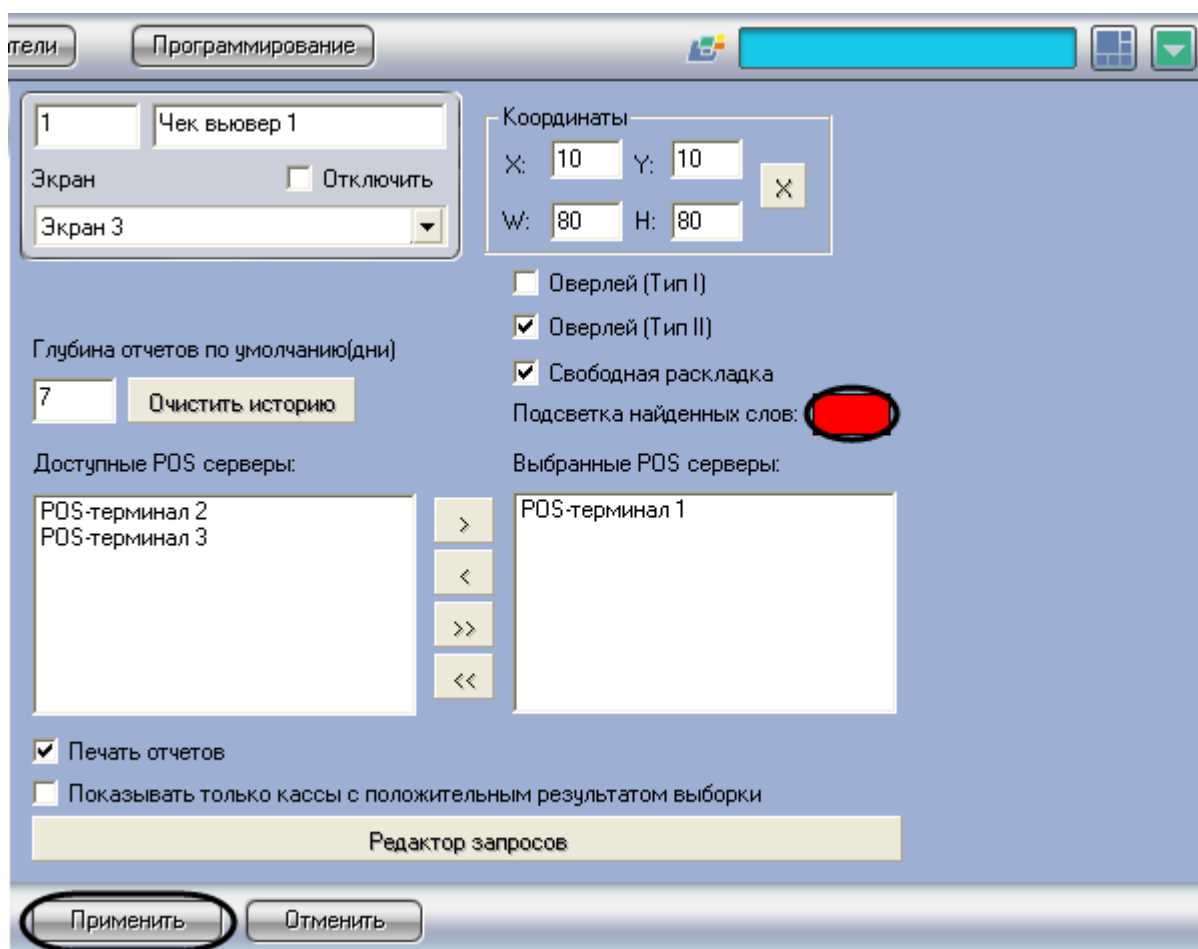 тели Программирование
1 Чек вьювер 1
Экран Отключить
Экран 3
Координаты
X: 10 Y: 10
X
W: 80 H: 80
Оверлей (Тип I)
Оверлей (Тип II)
Свободная раскладка
Подсветка найденных слов:
Глубина отчетов по умолчанию(дни)
7 Очистить историю
Доступные POS серверы:
POS-терминал 2
POS-терминал 3
>
<
>>
<<
Выбранные POS серверы:
POS-терминал 1
Печать отчетов
Показывать только кассы с положительным результатом выборки
Редактор запросов
Применить Отменить